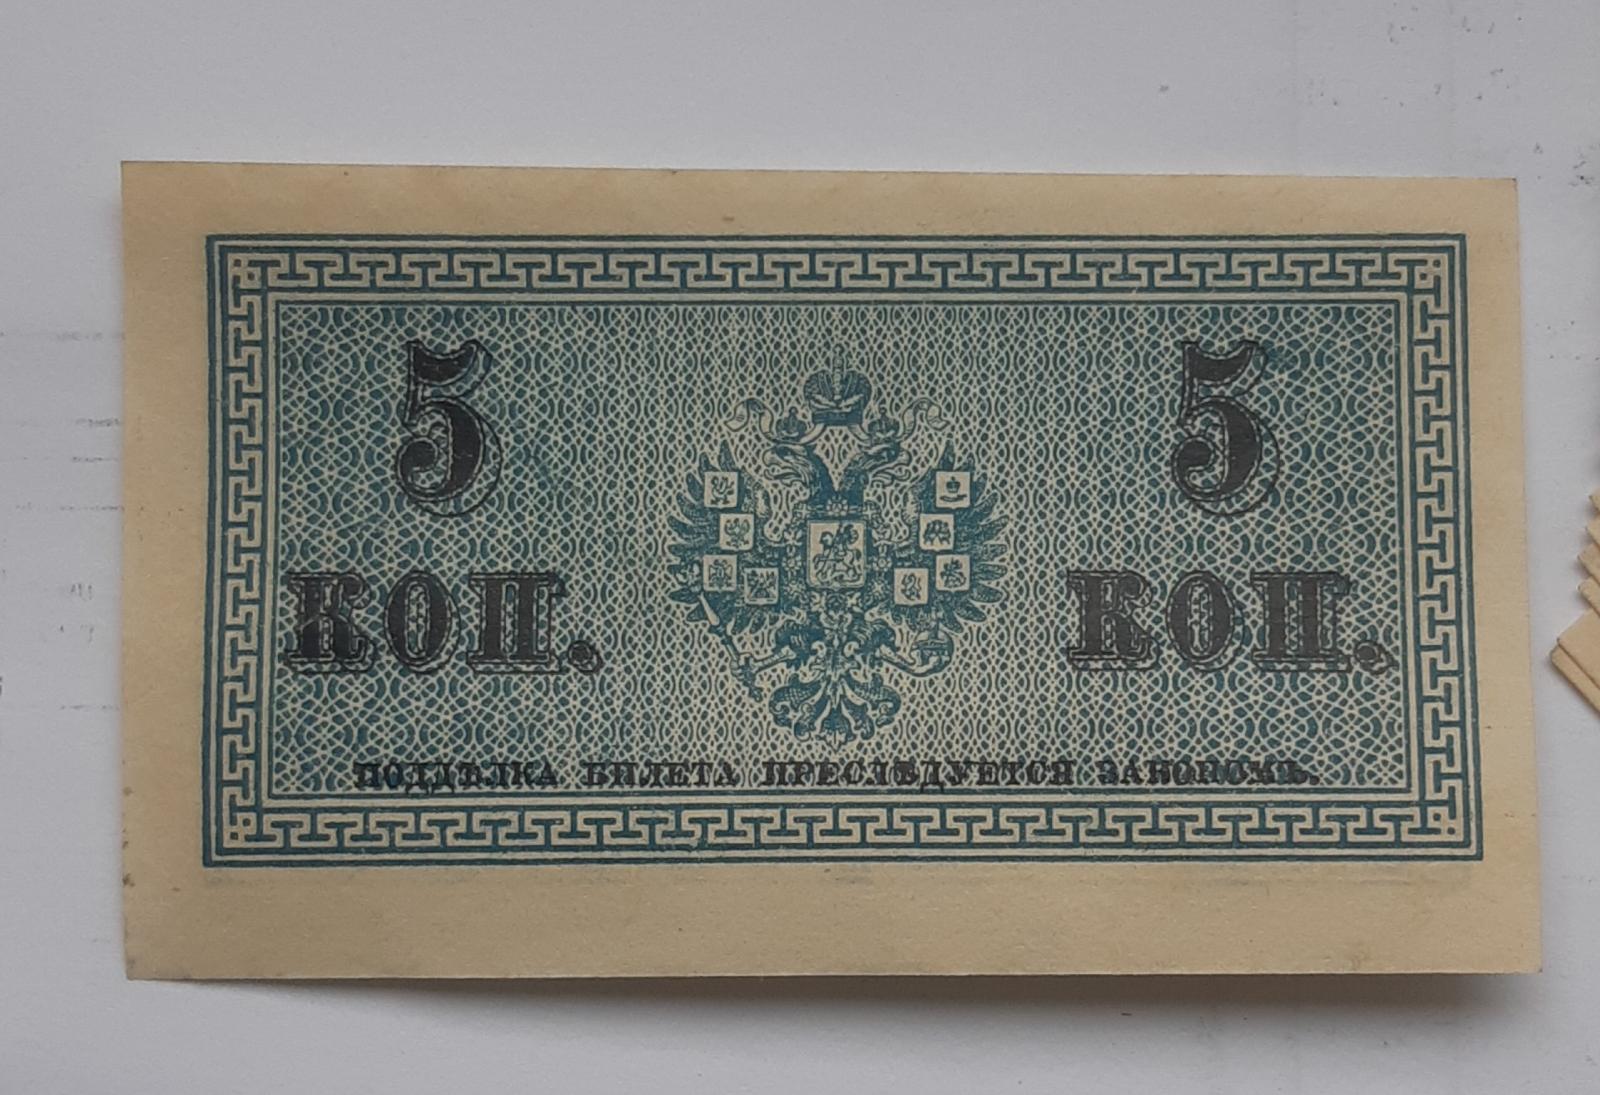 5 5
КОП. КОП.
ПОДДѢЛКА БИЛЕТА ПРЕСЛѢДУЕТСЯ ЗАКОНОМЪ.